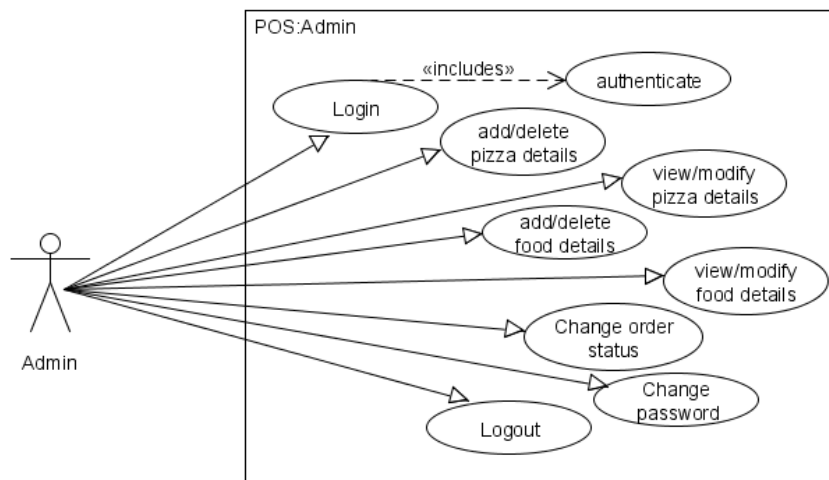 POS:Admin
«includes»
authenticate
Login
add/delete
pizza details
view/modify
pizza details
add/delete
food details
view/modify
food details
Change order
status
Admin
Change
password
Logout